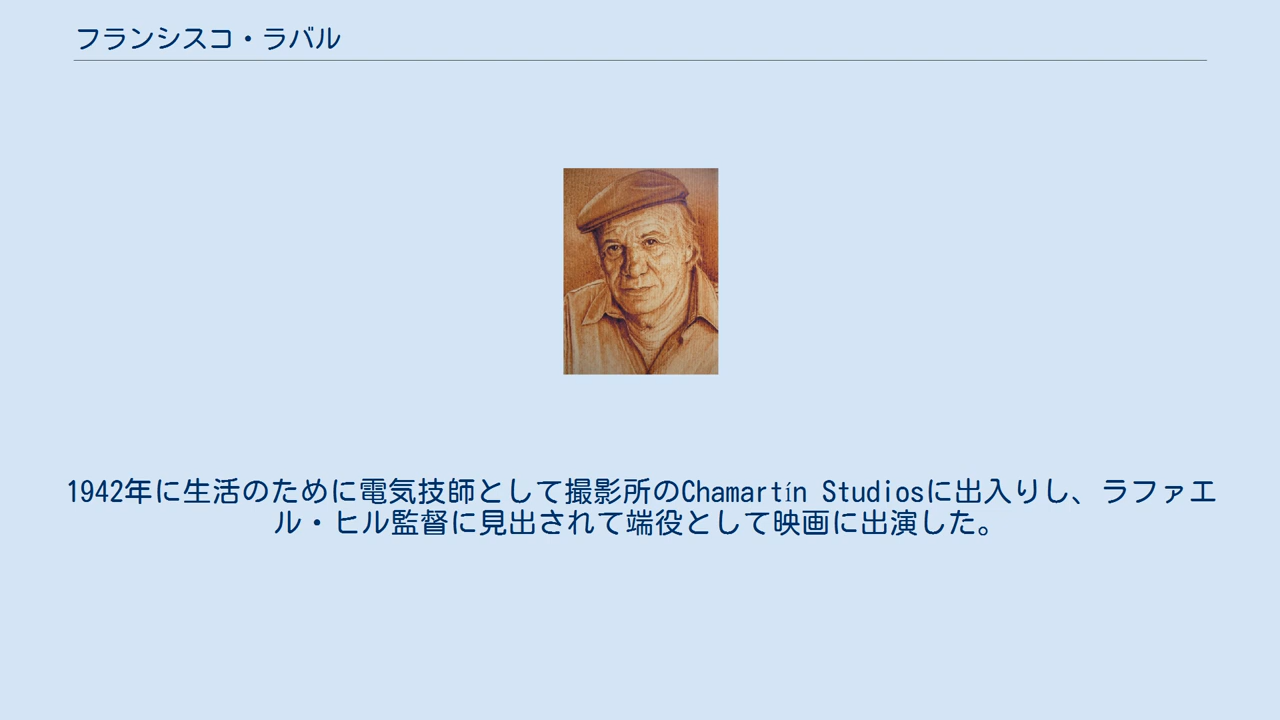 フランシスコ・ラバル
1942年に生活のために電気技師として撮影所のChamartín Studiosに出入りし、ラファエ
ル・ヒル監督に見出されて端役として映画に出演した。